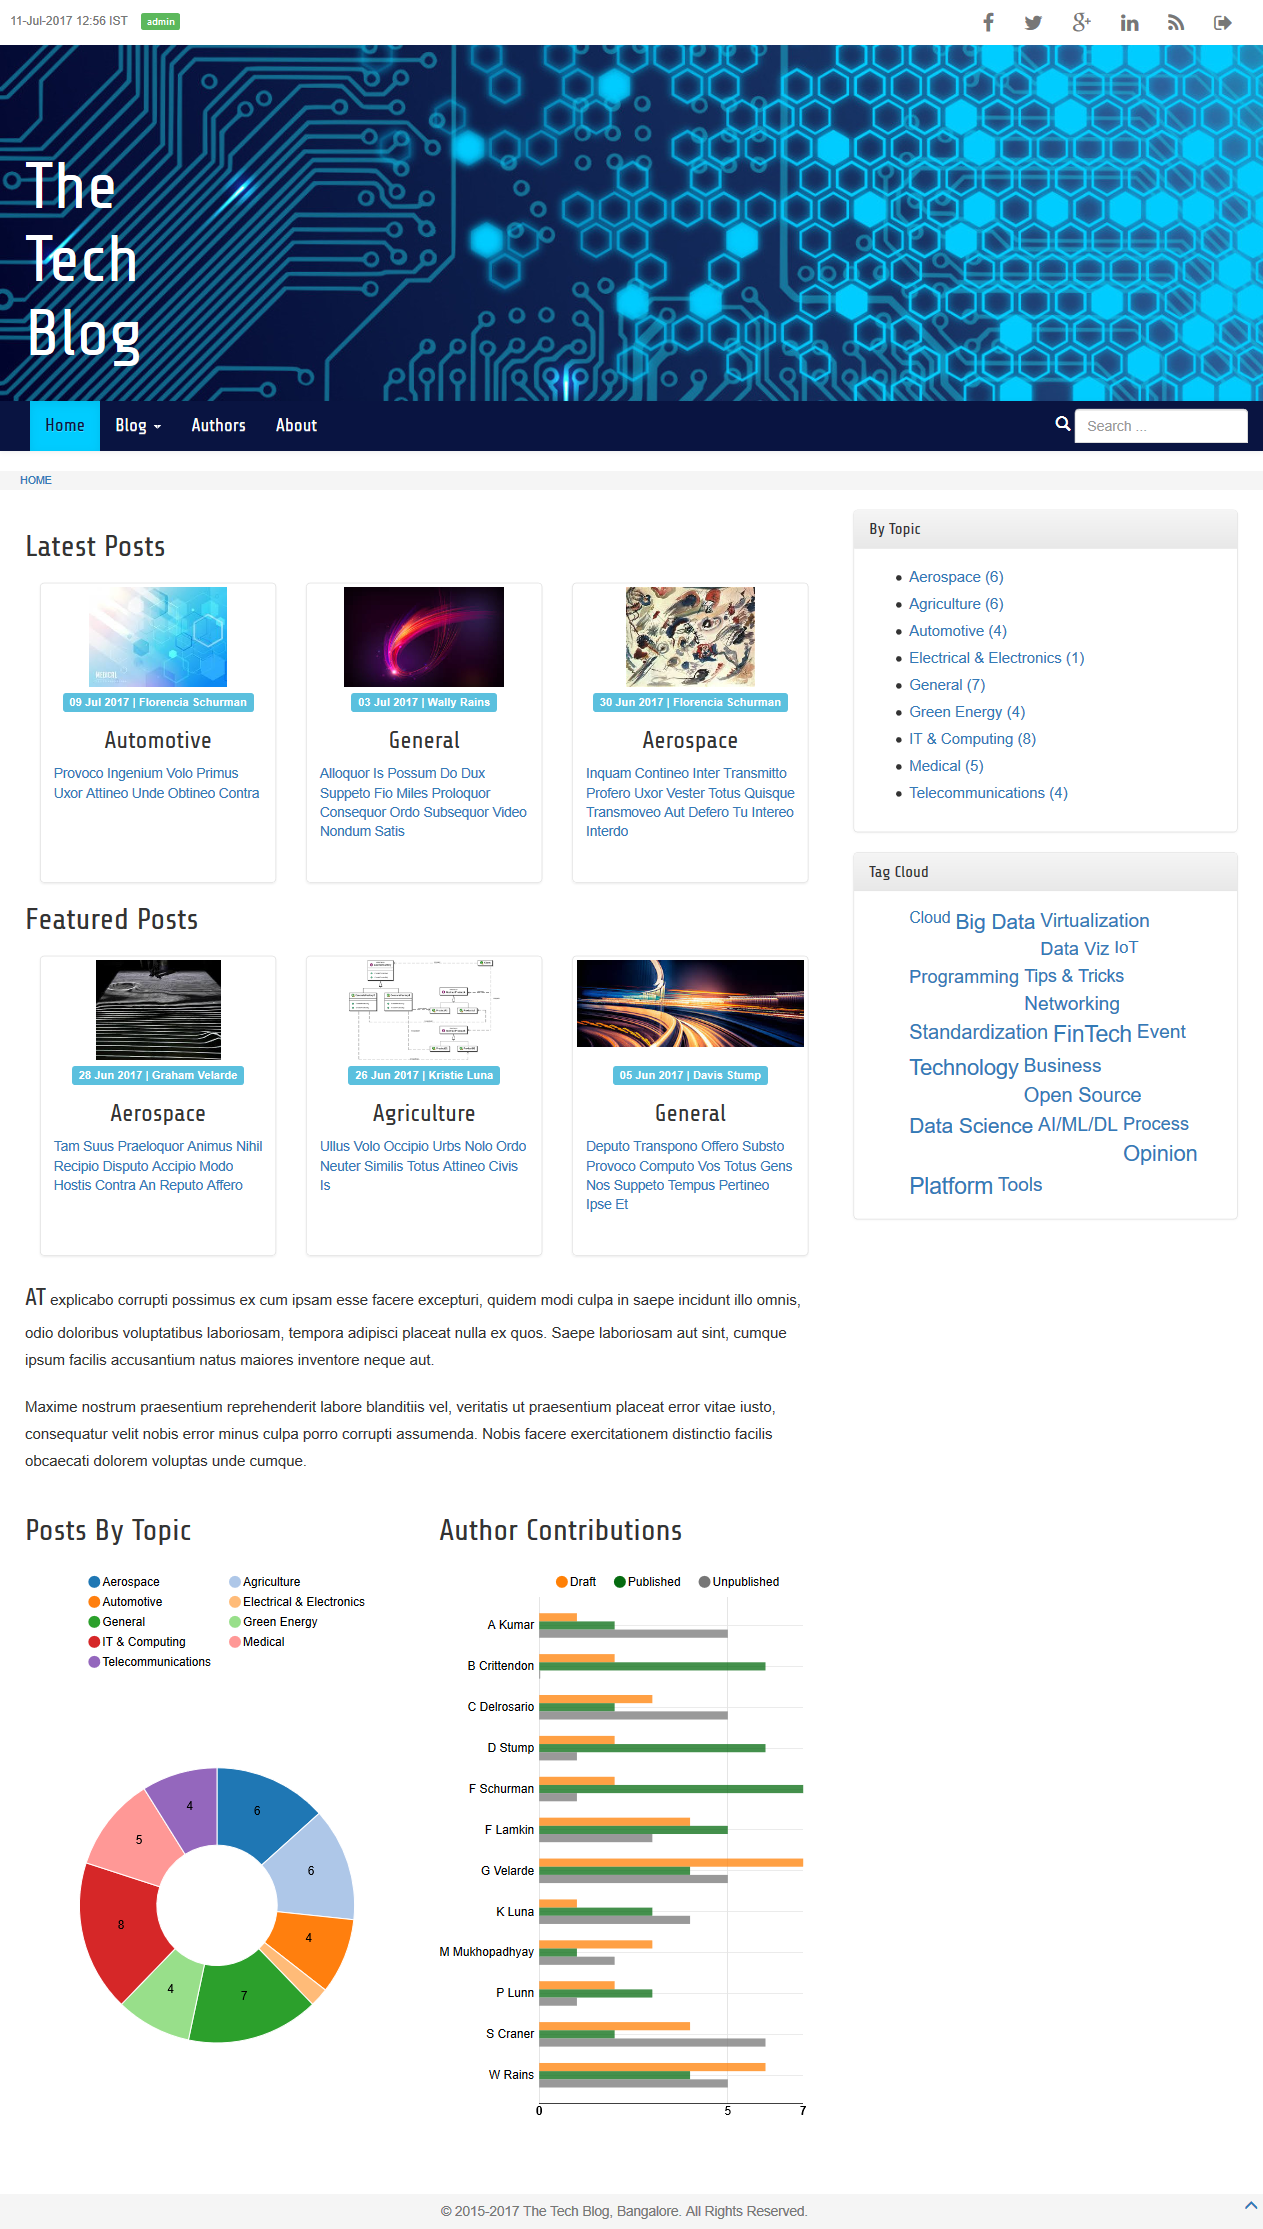 11-Jul-2017 12:56 IST admin
The
Tech
Blog
Home Blog Authors About Search ...
HOME
Latest Posts
09 Jul 2017 | Florencia Schurman
Automotive
Provoco Ingenium Volo Primus
Uxor Attineo Unde Obtineo Contra
03 Jul 2017 | Wally Rains
General
Alloquor Is Possum Do Dux
Suppeto Fio Miles Proloquor
Consequor Ordo Subsequor Video
Nondum Satis
30 Jun 2017 | Florencia Schurman
Aerospace
Inquam Contineo Inter Transmitto
Profero Uxor Vester Totus Quisque
Transmoveo Aut Defero Tu Intereo
Interdo
Featured Posts
28 Jun 2017 | Graham Velarde
Aerospace
Tam Suus Praeloquor Animus Nihil
Recipio Disputo Accipio Modo
Hostis Contra An Reputo Affero
26 Jun 2017 | Kristie Luna
Agriculture
Ullus Volo Occipio Urbs Nolo Ordo
Neuter Similis Totus Attineo Civis
Is
05 Jun 2017 | Davis Stump
General
Deputo Transpono Offero Substo
Provoco Computo Vos Totus Gens
Nos Suppeto Tempus Pertineo
Ipse Et
By Topic
Aerospace (6)
Agriculture (6)
Automotive (4)
Electrical & Electronics (1)
General (7)
Green Energy (4)
IT & Computing (8)
Medical (5)
Telecommunications (4)
Tag Cloud
Cloud Big Data Virtualization
Data Viz IoT
Programming Tips & Tricks
Networking
Standardization FinTech Event
Technology Business
Open Source
Data Science AI/ML/DL Process
Opinion
Platform Tools
AT explicabo corrupti possimus ex cum ipsam esse facere excepturi, quidem modi culpa in saepe incidunt illo omnis,
odio doloribus voluptatibus laboriosam, tempora adipisci placeat nulla ex quos. Saepe laboriosam aut sint, cumque
ipsum facilis accusantium natus maiores inventore neque aut.
Maxime nostrum praesentium reprehenderit labore blanditiis vel, veritatis ut praesentium placeat error vitae iusto,
consequatur velit nobis error minus culpa porro corrupti assumenda. Nobis facere exercitationem distinctio facilis
obcaecati dolorem voluptas unde cumque.
Posts By Topic
Aerospace Agriculture
Automotive Electrical & Electronics
General Green Energy
IT & Computing Medical
Telecommunications
4 6
5
6
8
4
4
7
Author Contributions
Draft Published Unpublished
A Kumar
B Crittendon
C Delrosario
D Stump
F Schurman
F Lamkin
G Velarde
K Luna
M Mukhopadhyay
P Lunn
S Craner
W Rains
0 5 7
© 2015-2017 The Tech Blog, Bangalore. All Rights Reserved.